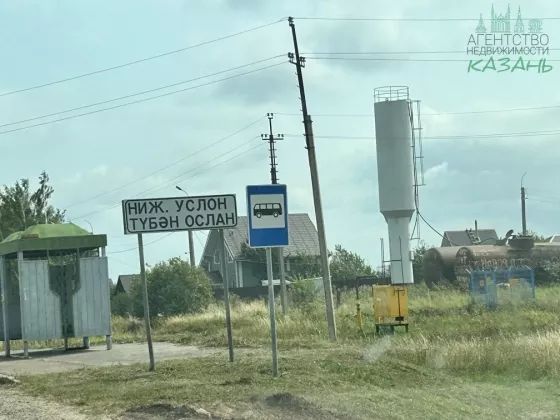 АГЕНТСТВО
НЕДВИЖИМОСТИ
КАЗАНЬ
НИЖ. УСЛОН
ТҮБӘН ОСЛАН